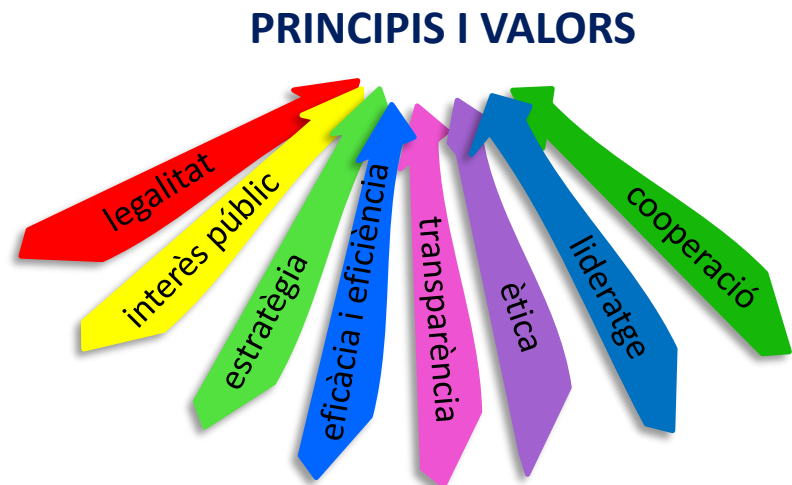 PRINCIPIS I VALORS
legalitat
interès públic
estratègia
eficàcia i eficiència
transparència
ètica
lideratge
cooperació